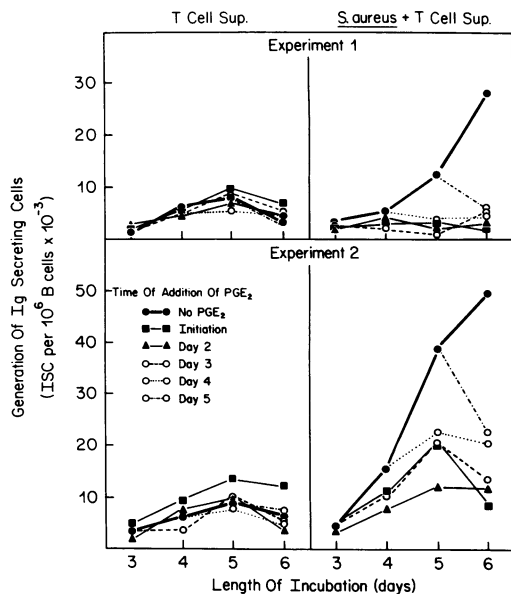 T Cell Sup.
S. aureus + T Cell Sup.
Experiment 1
30
20
10
Experiment 2
50
40
30
20
10
Time Of Addition Of PGE₂
No PGE₂
Initiation
Day 2
Day 3
Day 4
Day 5
3 4 5 6
3 4 5 6
Length Of Incubation (days)
Generation Of Ig Secreting Cells
(ISC per 10⁶ B cells x 10⁻³)